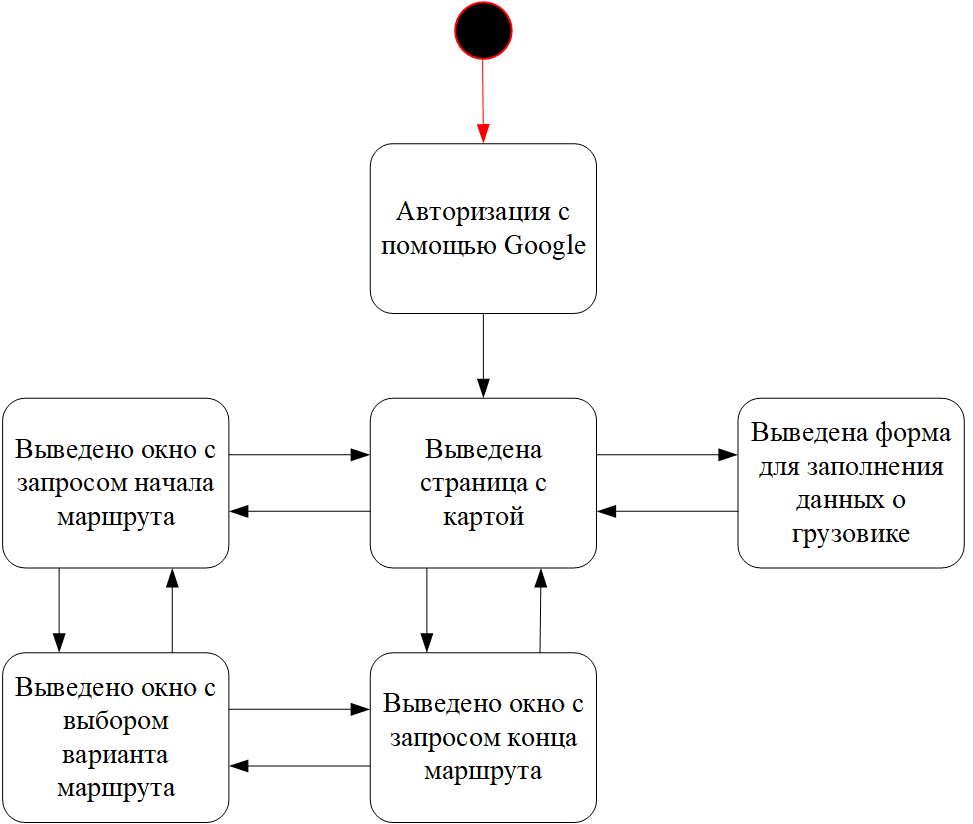 Авторизация с
помощью Google
Выведено окно с
запросом начала
маршрута
Выведена
страница с
картой
Выведена форма
для заполнения
данных о
грузовике
Выведено окно с
выбором
варианта
маршрута
Выведено окно с
запросом конца
маршрута